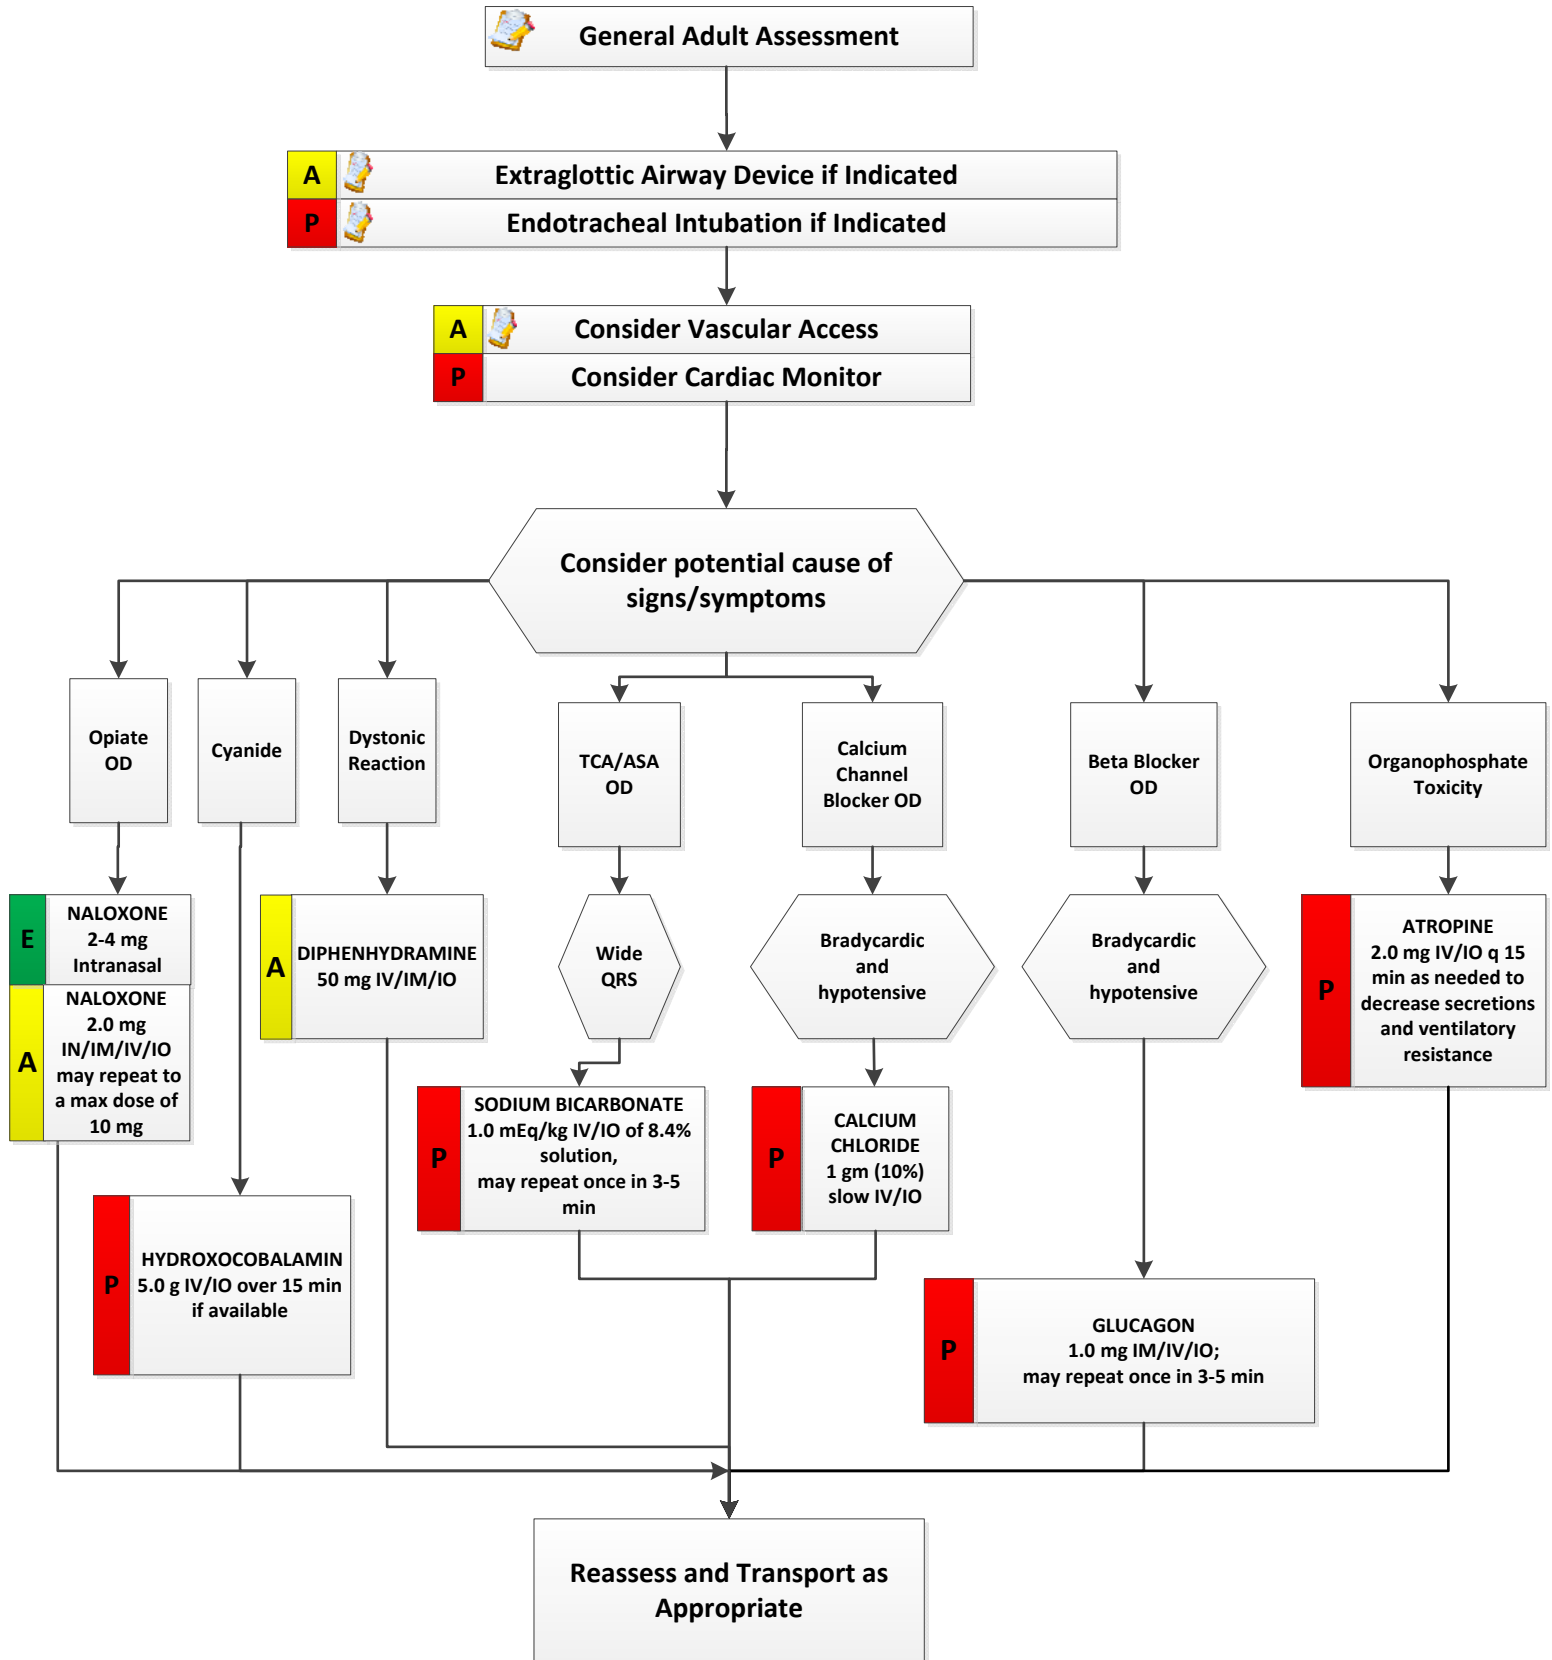 General Adult Assessment
A
Extraglottic Airway Device if Indicated
P
Endotracheal Intubation if Indicated
A
Consider Vascular Access
P
Consider Cardiac Monitor
Consider potential cause of
signs/symptoms
Opiate
OD
Cyanide
Dystonic
Reaction
TCA/ASA
OD
Calcium
Channel
Blocker OD
Beta Blocker
OD
Organophosphate
Toxicity
E
NALOXONE
2-4 mg
Intranasal
A
NALOXONE
2.0 mg
IN/IM/IV/IO
may repeat to
a max dose of
10 mg
A
DIPHENHYDRAMINE
50 mg IV/IM/IO
Wide
QRS
Bradycardic
and
hypotensive
Bradycardic
and
hypotensive
P
ATROPINE
2.0 mg IV/IO q 15
min as needed to
decrease secretions
and ventilatory
resistance
P
SODIUM BICARBONATE
1.0 mEq/kg IV/IO of 8.4%
solution,
may repeat once in 3-5
min
P
CALCIUM
CHLORIDE
1 gm (10%)
slow IV/IO
P
HYDROXOCOBALAMIN
5.0 g IV/IO over 15 min
if available
P
GLUCAGON
1.0 mg IM/IV/IO;
may repeat once in 3-5 min
Reassess and Transport as
Appropriate